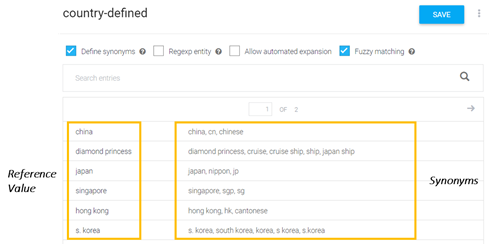 country-defined
SAVE
Define synonyms Regexp entity Allow automated expansion Fuzzy matching
Search entries
1 OF 2
Reference Value
china china, cn, chinese
diamond princess diamond princess, cruise, cruise ship, ship, japan ship
japan japan, nippon, jp
singapore singapore, sgp, sg
hong kong hong kong, hk, cantonese
s. korea s. korea, south korea, korea, s korea, s.korea
Synonyms